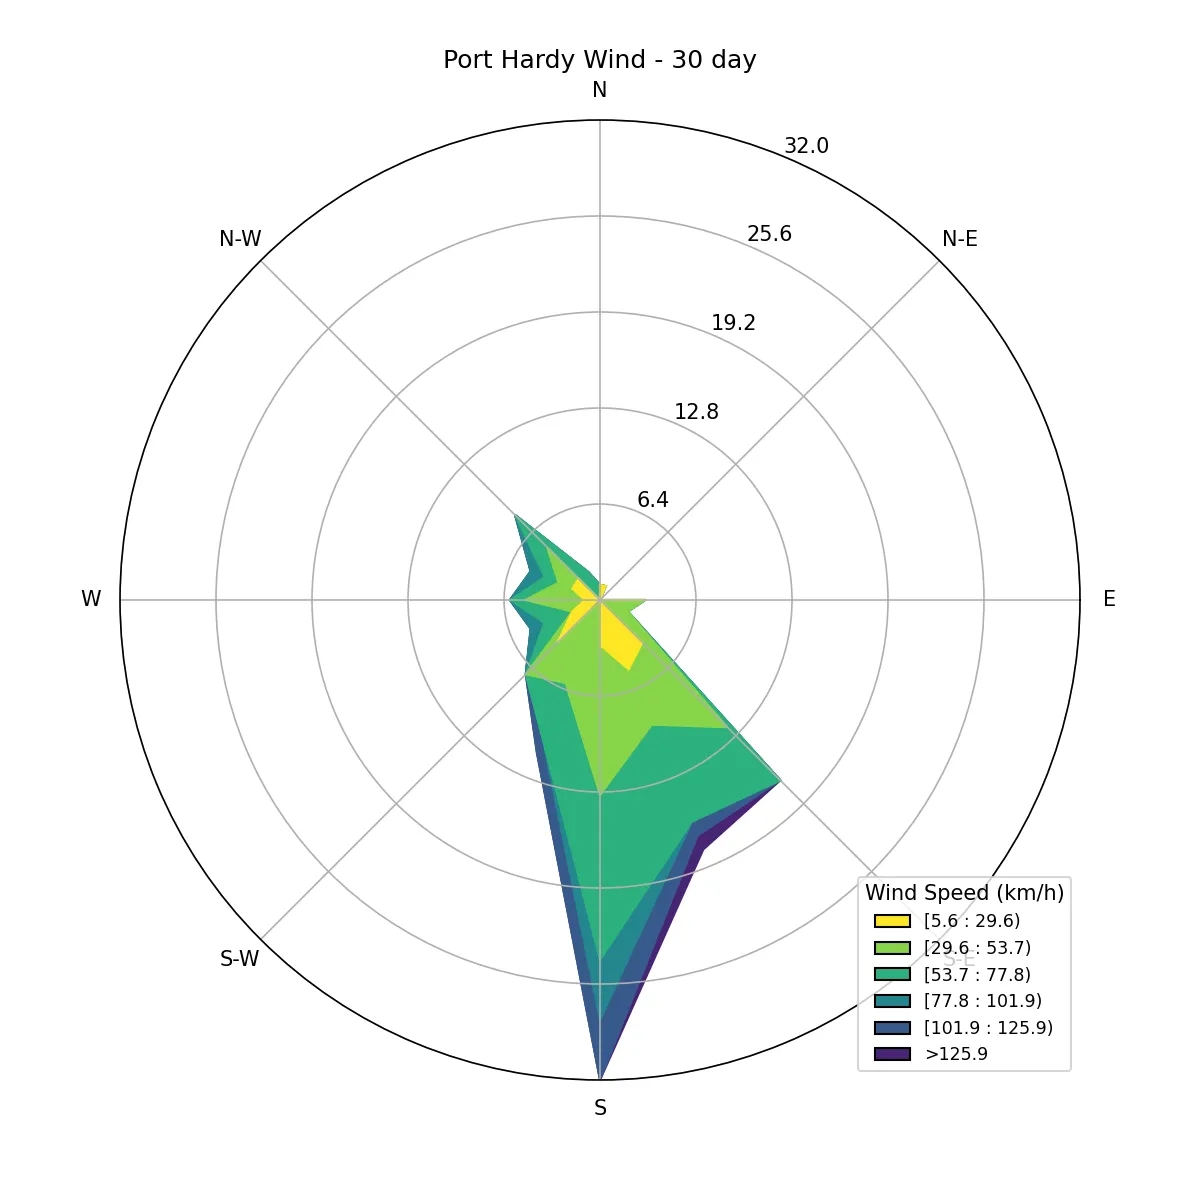 Port Hardy Wind - 30 day
N
32.0
N-W
25.6
N-E
19.2
12.8
6.4
W
E
Wind Speed (km/h)
[5.6 : 29.6)
[29.6 : 53.7)
S-W
S-E
[53.7 : 77.8)
[77.8 : 101.9)
[101.9 : 125.9)
>125.9
S